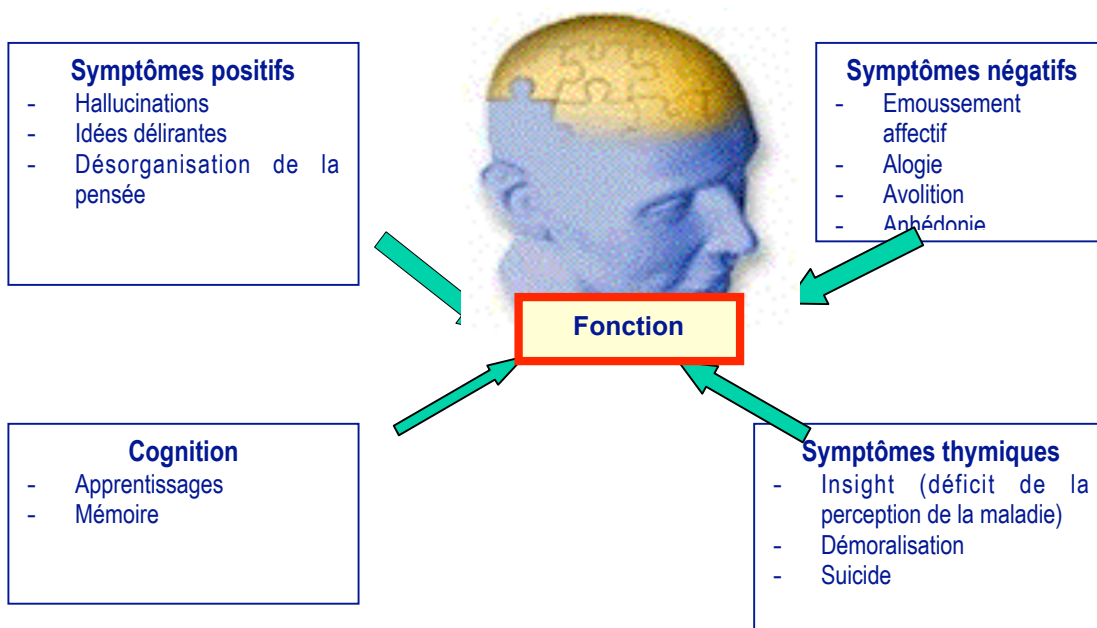 Symptômes positifs
- Hallucinations
- Idées délirantes
- Désorganisation de la
pensée
Symptômes négatifs
- Emoussement
affectif
- Alogie
- Avolition
- Anhédonie
Fonction
Cognition
- Apprentissages
- Mémoire
Symptômes thymiques
- Insight (déficit de la
perception de la maladie)
- Démoralisation
- Suicide